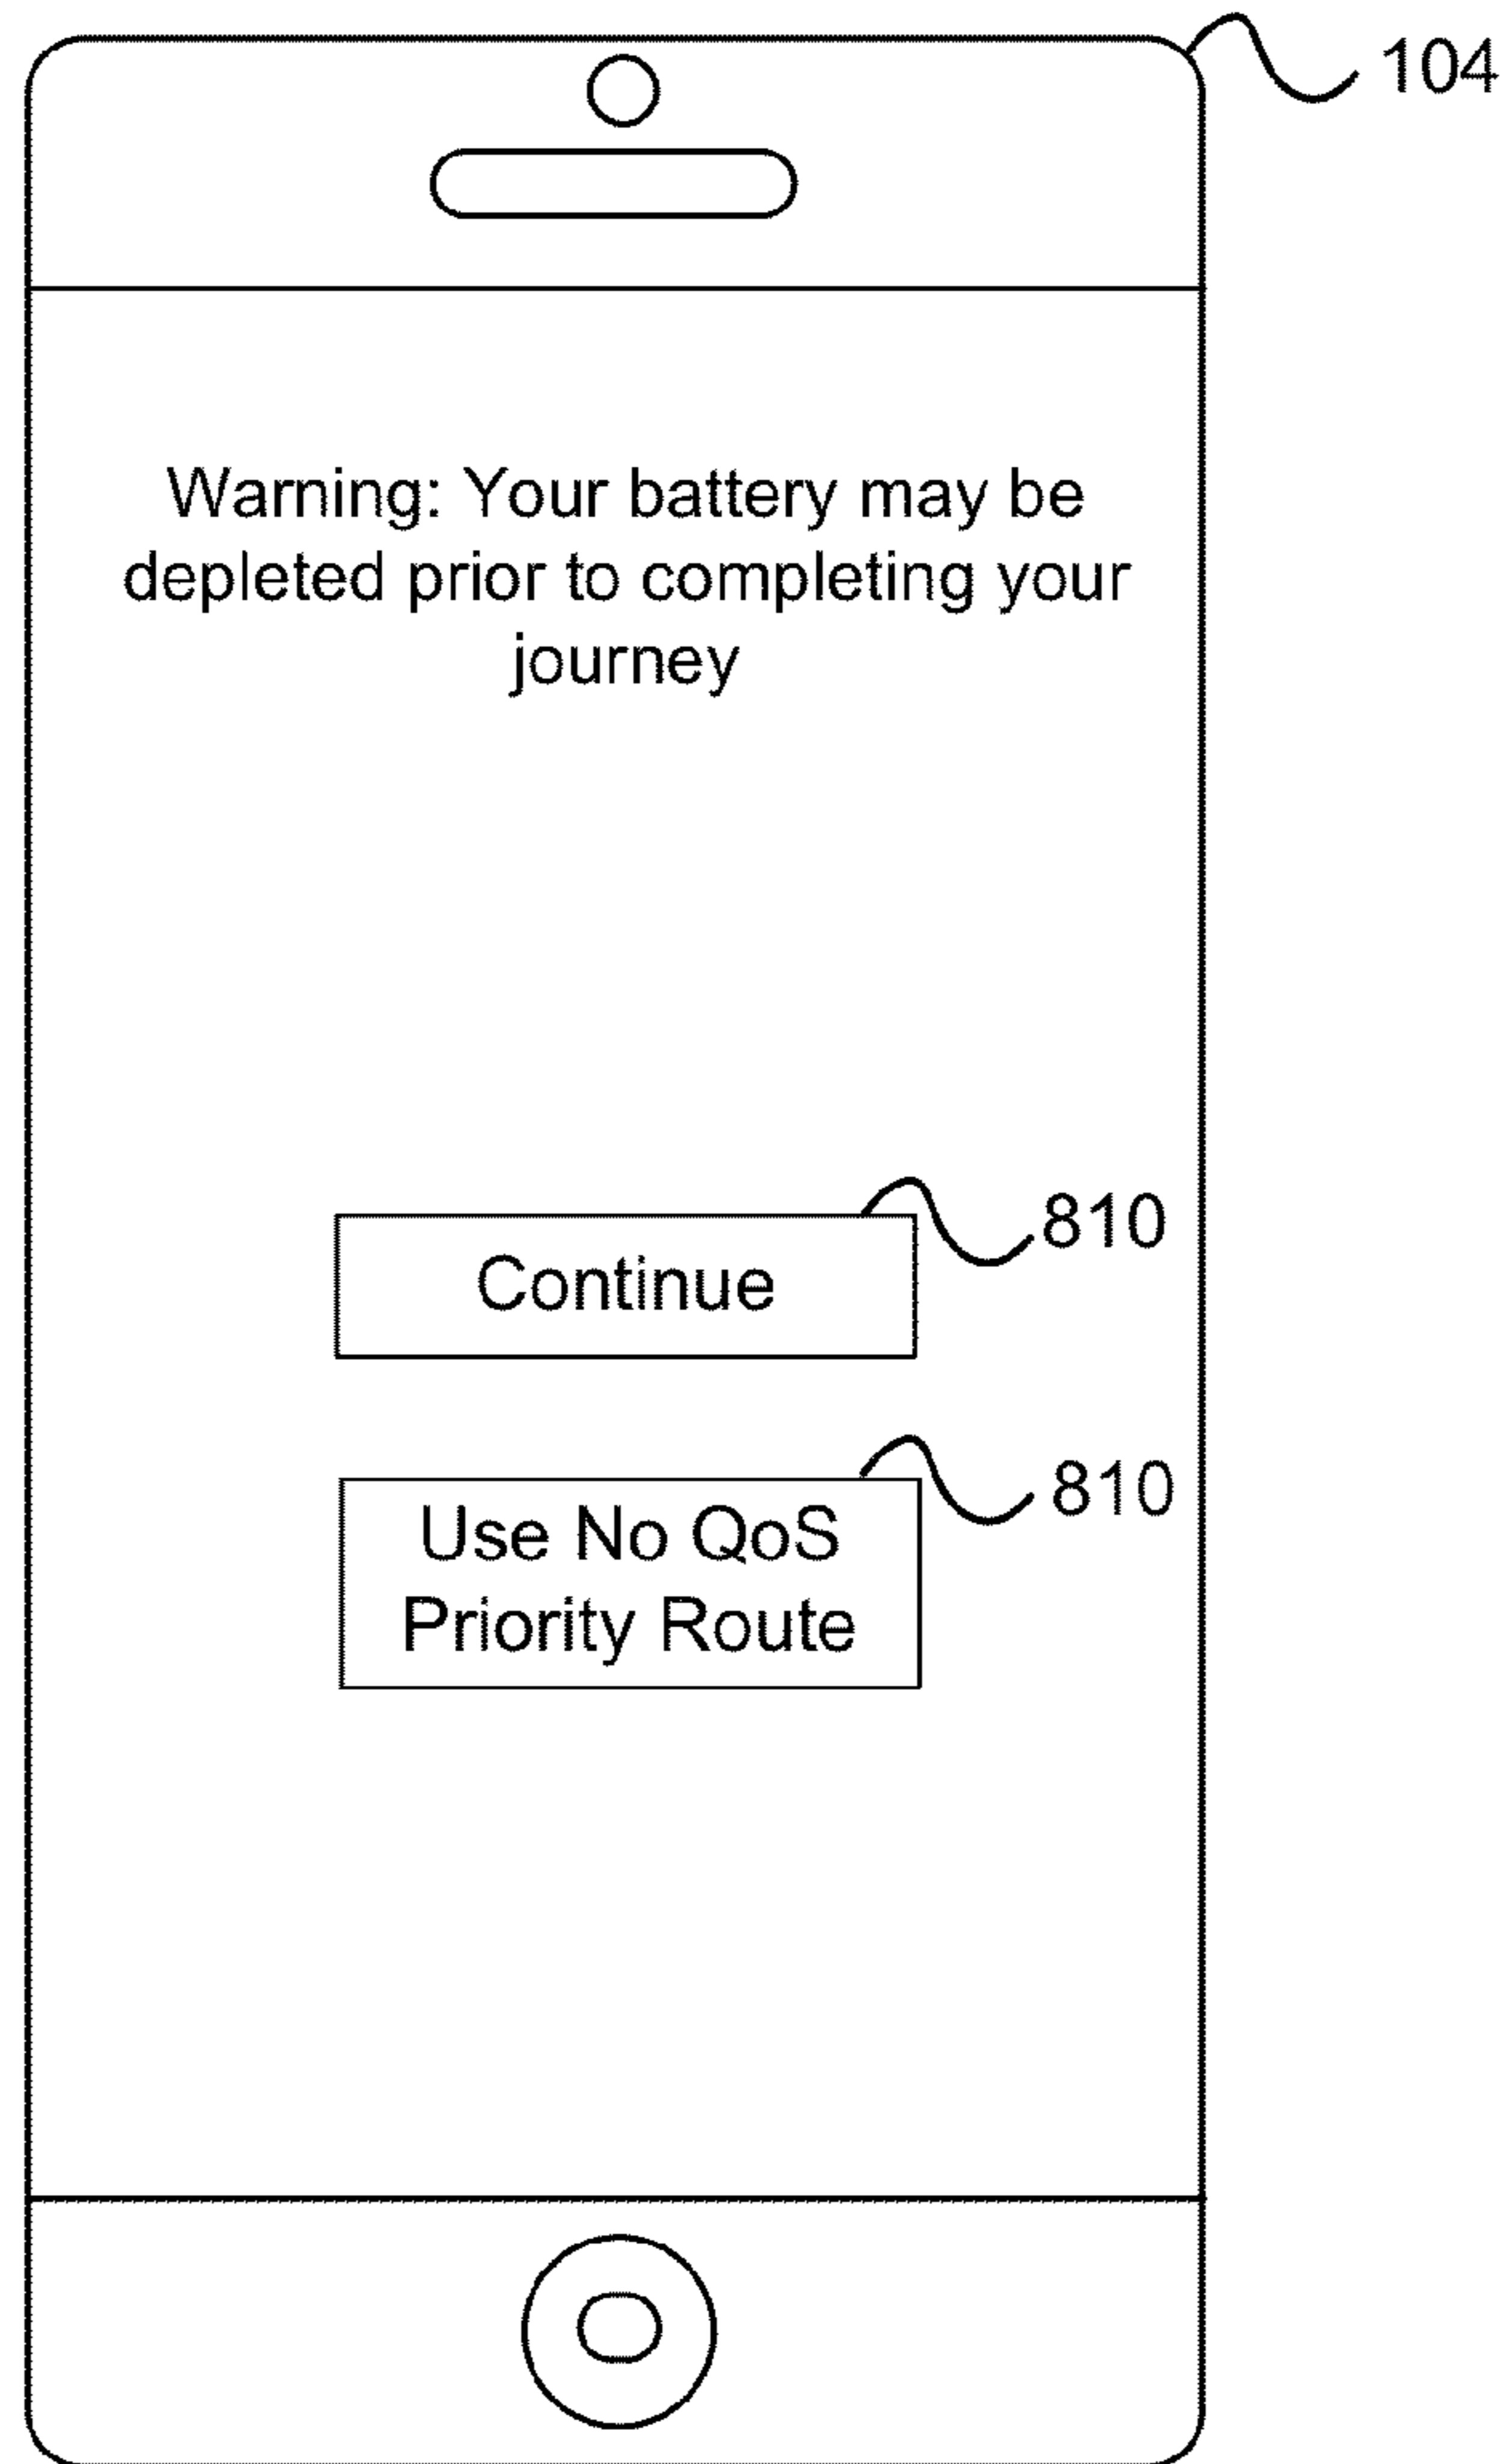 104
Warning: Your battery may be
depleted prior to completing your
journey
810
Continue
810
Use No QoS
Priority Route